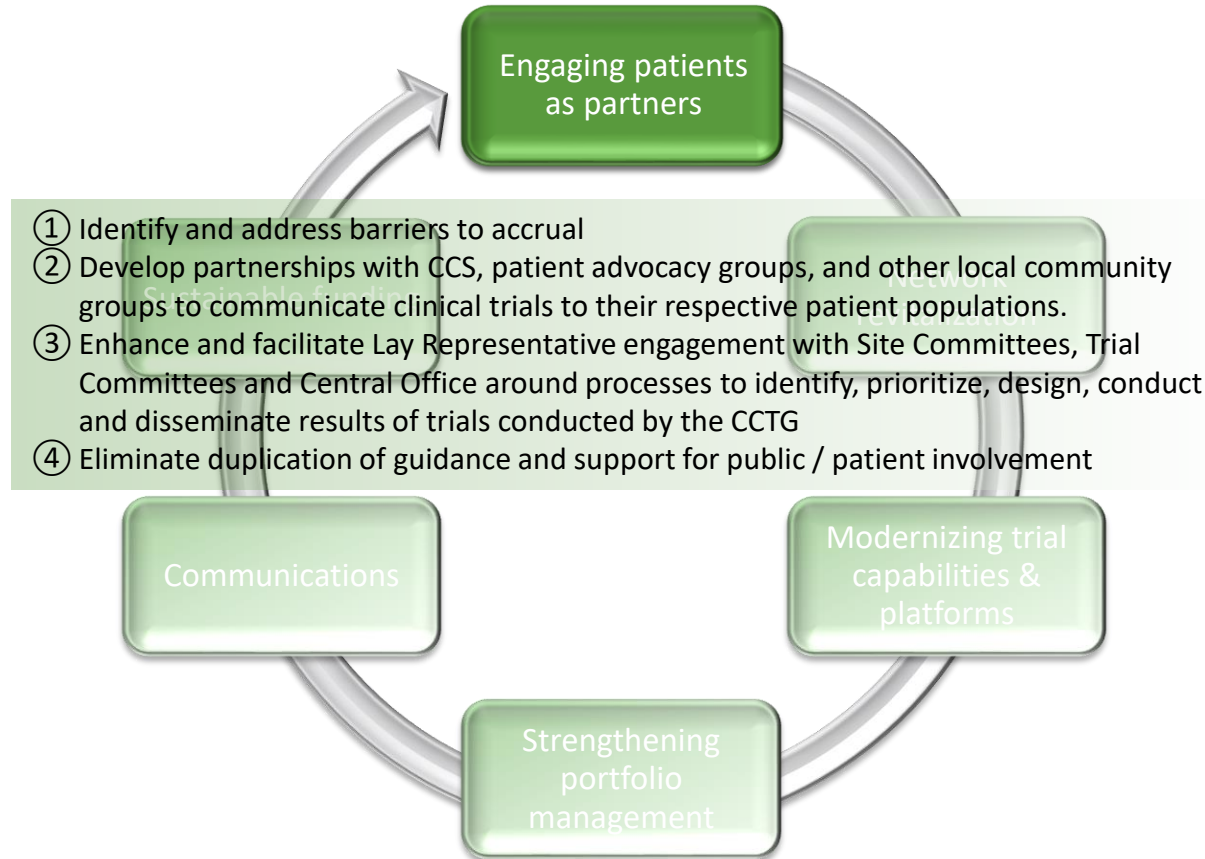 Engaging patients
as partners
① Identify and address barriers to accrual
② Develop partnerships with CCS, patient advocacy groups, and other local community
groups to communicate clinical trials to their respective patient populations.
③ Enhance and facilitate Lay Representative engagement with Site Committees, Trial
Committees and Central Office around processes to identify, prioritize, design, conduct
and disseminate results of trials conducted by the CCTG
④ Eliminate duplication of guidance and support for public / patient involvement
Sustainable funding
Network
revitalization
Communications
Modernizing trial
capabilities &
platforms
Strengthening
portfolio
management